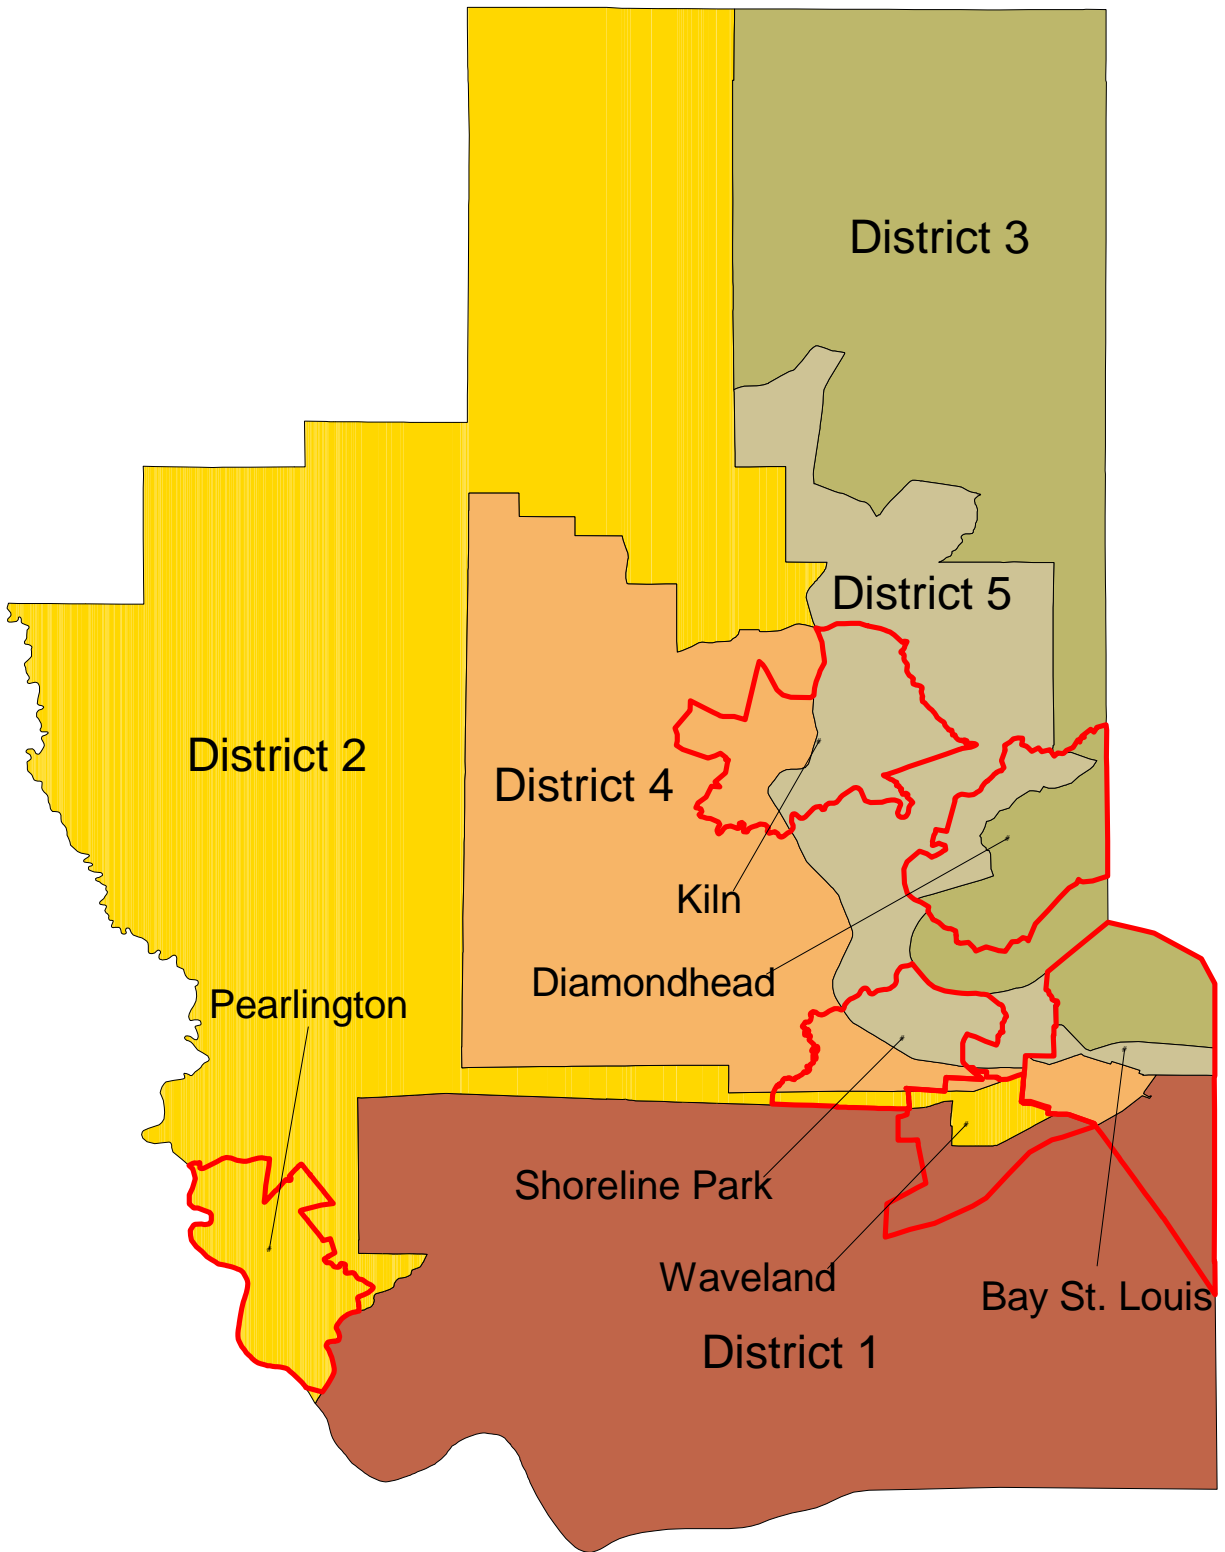 District 3
District 5
District 2
District 4
Kiln
Diamondhead
Pearlington
Shoreline Park
Waveland
Bay St. Louis
District 1